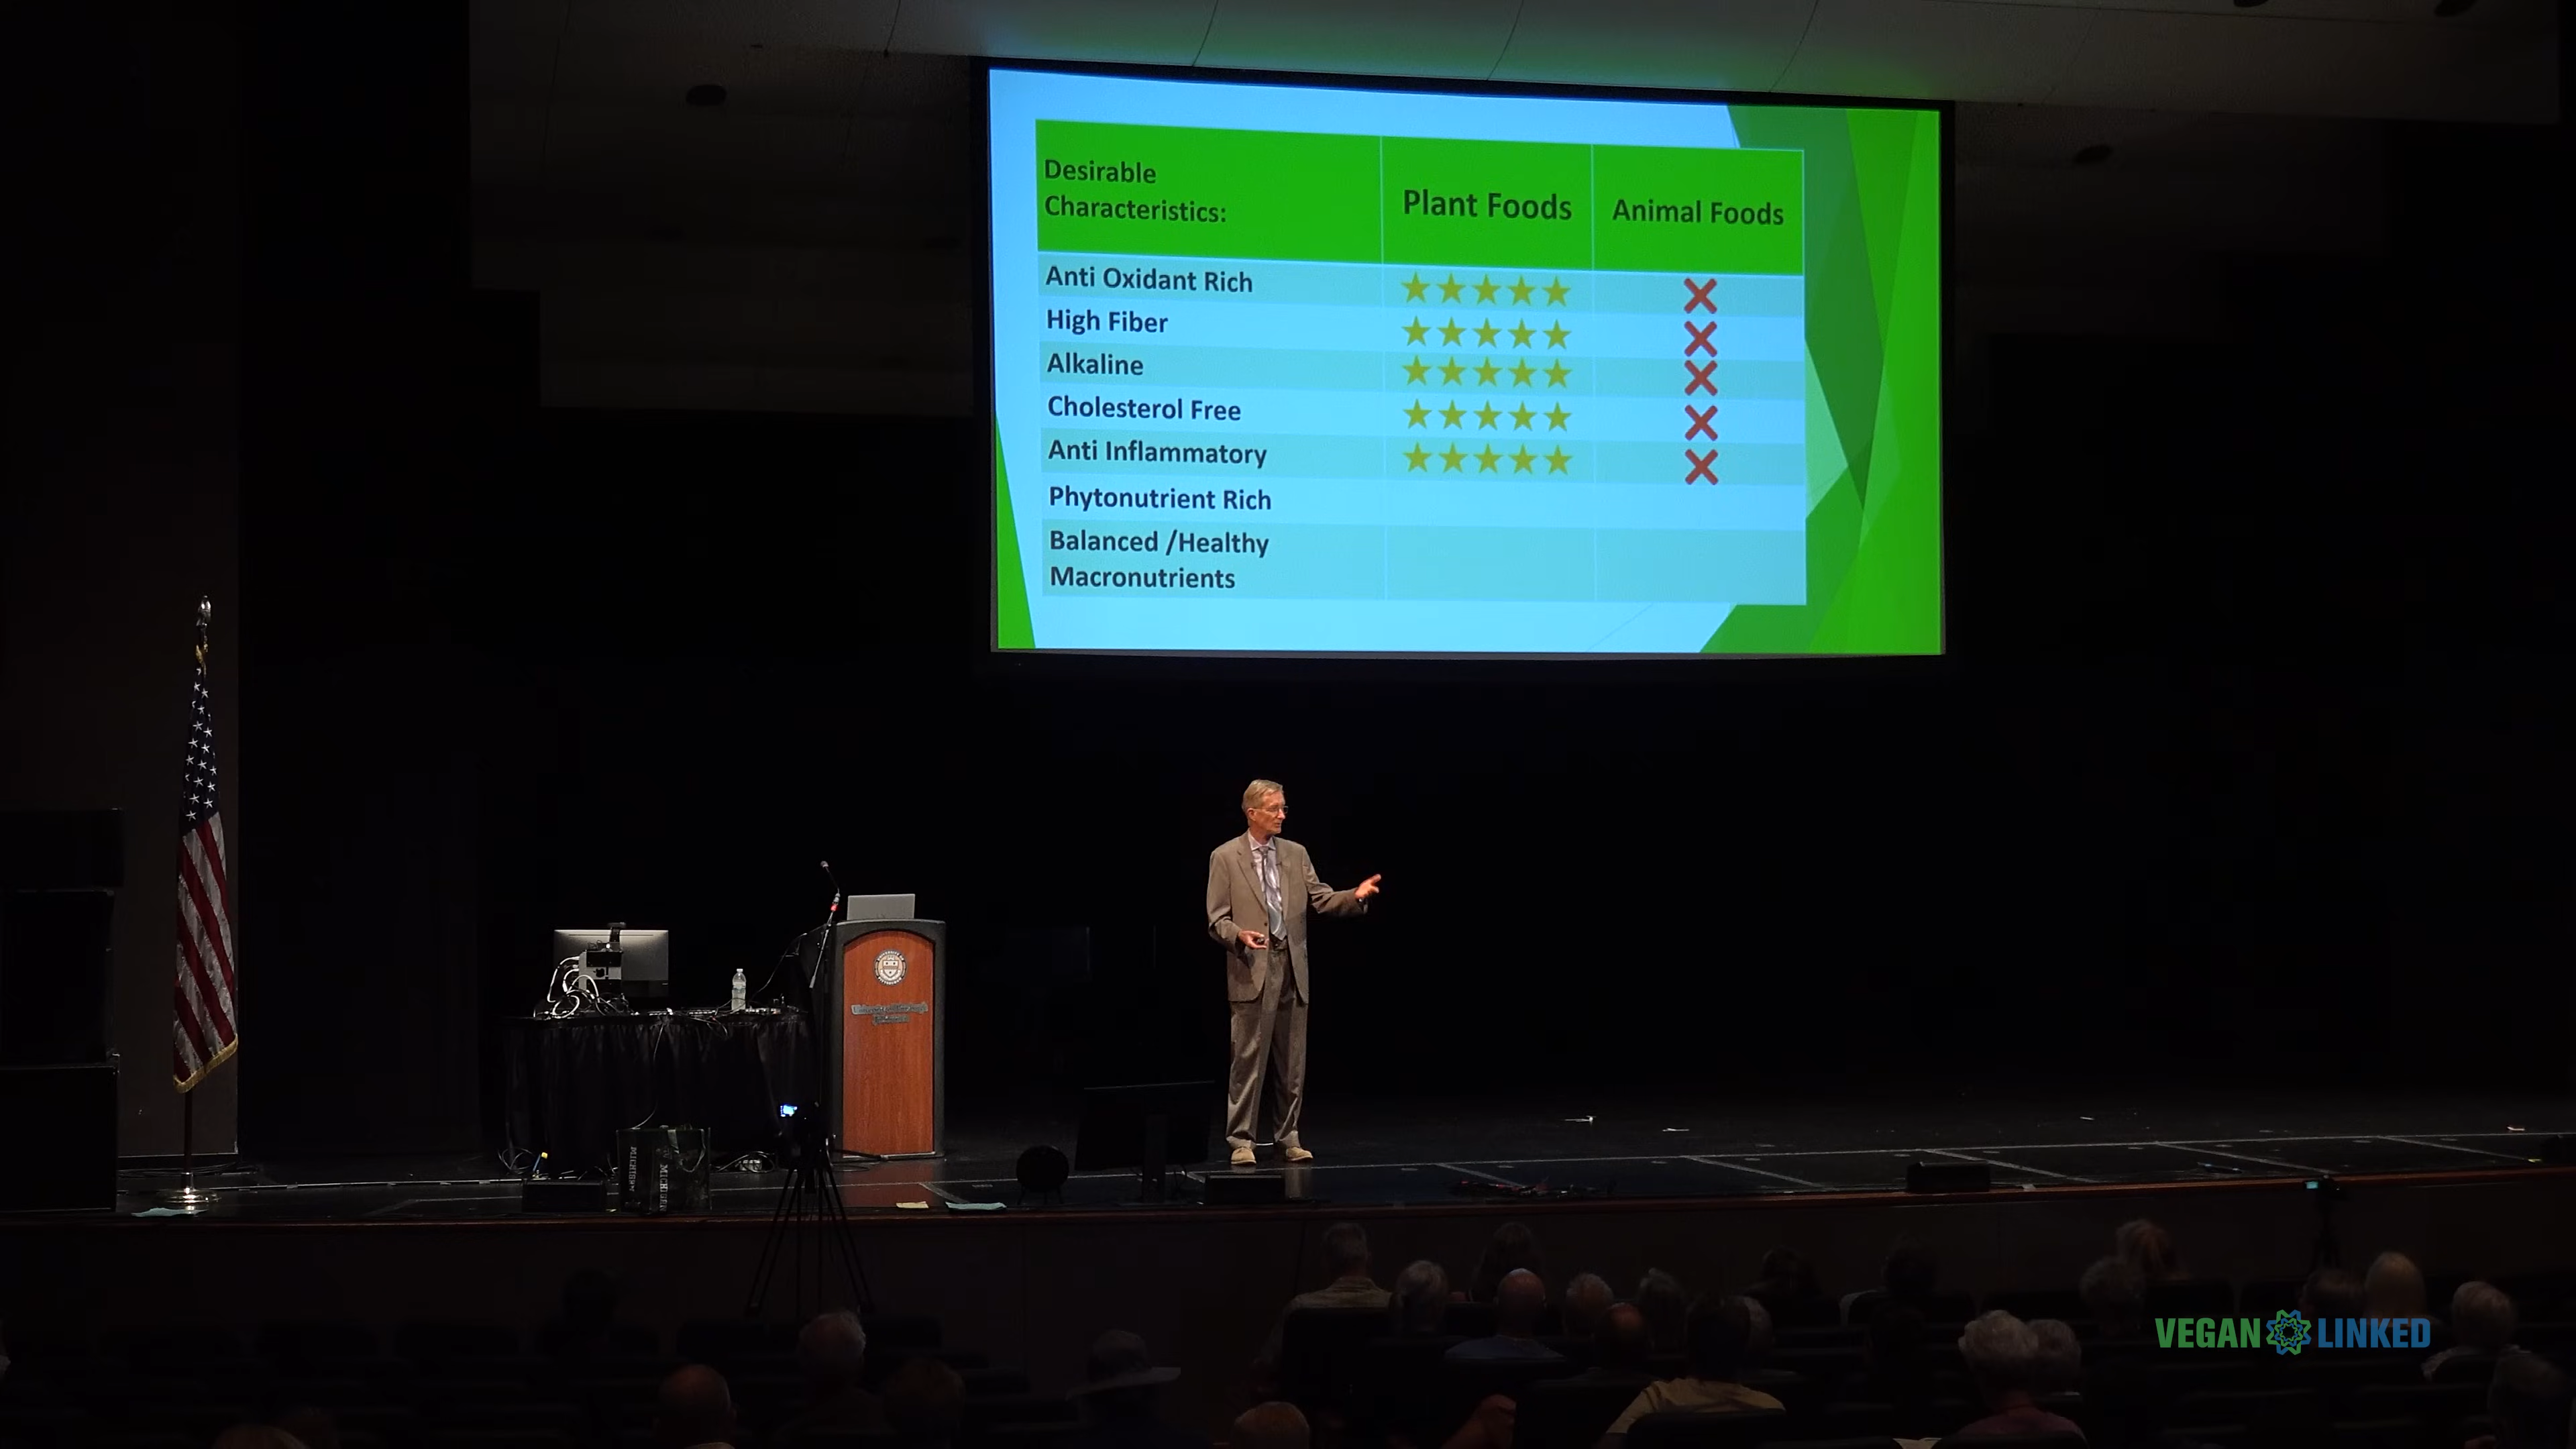 Desirable
Characteristics:
Plant Foods
Animal Foods
Anti Oxidant Rich
High Fiber
Alkaline
Cholesterol Free
Anti Inflammatory
Phytonutrient Rich
Balanced /Healthy
Macronutrients
VEGAN LINKED